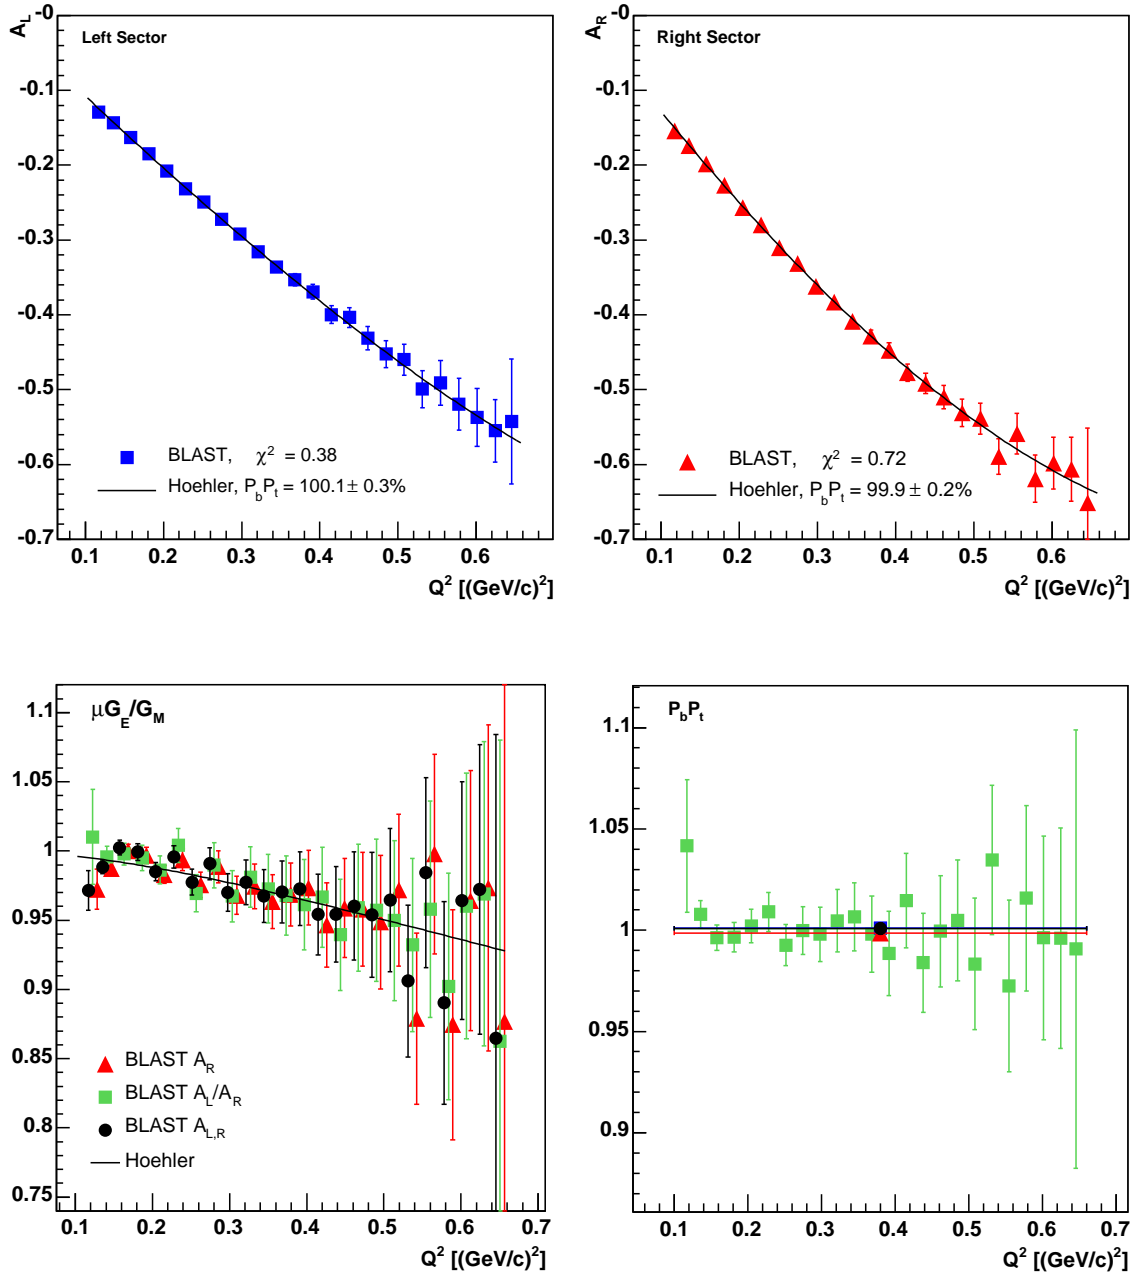 A_L
Left Sector
-0
-0.1
-0.2
-0.3
-0.4
-0.5
-0.6
-0.7
BLAST, χ² = 0.38
Hoehler, P_bP_t = 100.1 ± 0.3%
0.1 0.2 0.3 0.4 0.5 0.6
Q² [(GeV/c)²]
A_R
Right Sector
-0
-0.1
-0.2
-0.3
-0.4
-0.5
-0.6
-0.7
BLAST, χ² = 0.72
Hoehler, P_bP_t = 99.9 ± 0.2%
0.1 0.2 0.3 0.4 0.5 0.6
Q² [(GeV/c)²]
μG_E/G_M
1.1
1.05
1
0.95
0.9
0.85
0.8
0.75
BLAST A_R
BLAST A_L/A_R
BLAST A_L,R
Hoehler
0.1 0.2 0.3 0.4 0.5 0.6 0.7
Q² [(GeV/c)²]
P_bP_t
1.1
1.05
1
0.95
0.9
0.1 0.2 0.3 0.4 0.5 0.6 0.7
Q² [(GeV/c)²]